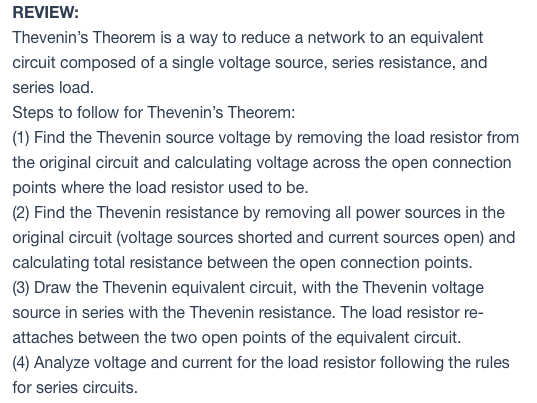 REVIEW:
Thevenin’s Theorem is a way to reduce a network to an equivalent
circuit composed of a single voltage source, series resistance, and
series load.
Steps to follow for Thevenin’s Theorem:
(1) Find the Thevenin source voltage by removing the load resistor from
the original circuit and calculating voltage across the open connection
points where the load resistor used to be.
(2) Find the Thevenin resistance by removing all power sources in the
original circuit (voltage sources shorted and current sources open) and
calculating total resistance between the open connection points.
(3) Draw the Thevenin equivalent circuit, with the Thevenin voltage
source in series with the Thevenin resistance. The load resistor re-
attaches between the two open points of the equivalent circuit.
(4) Analyze voltage and current for the load resistor following the rules
for series circuits.